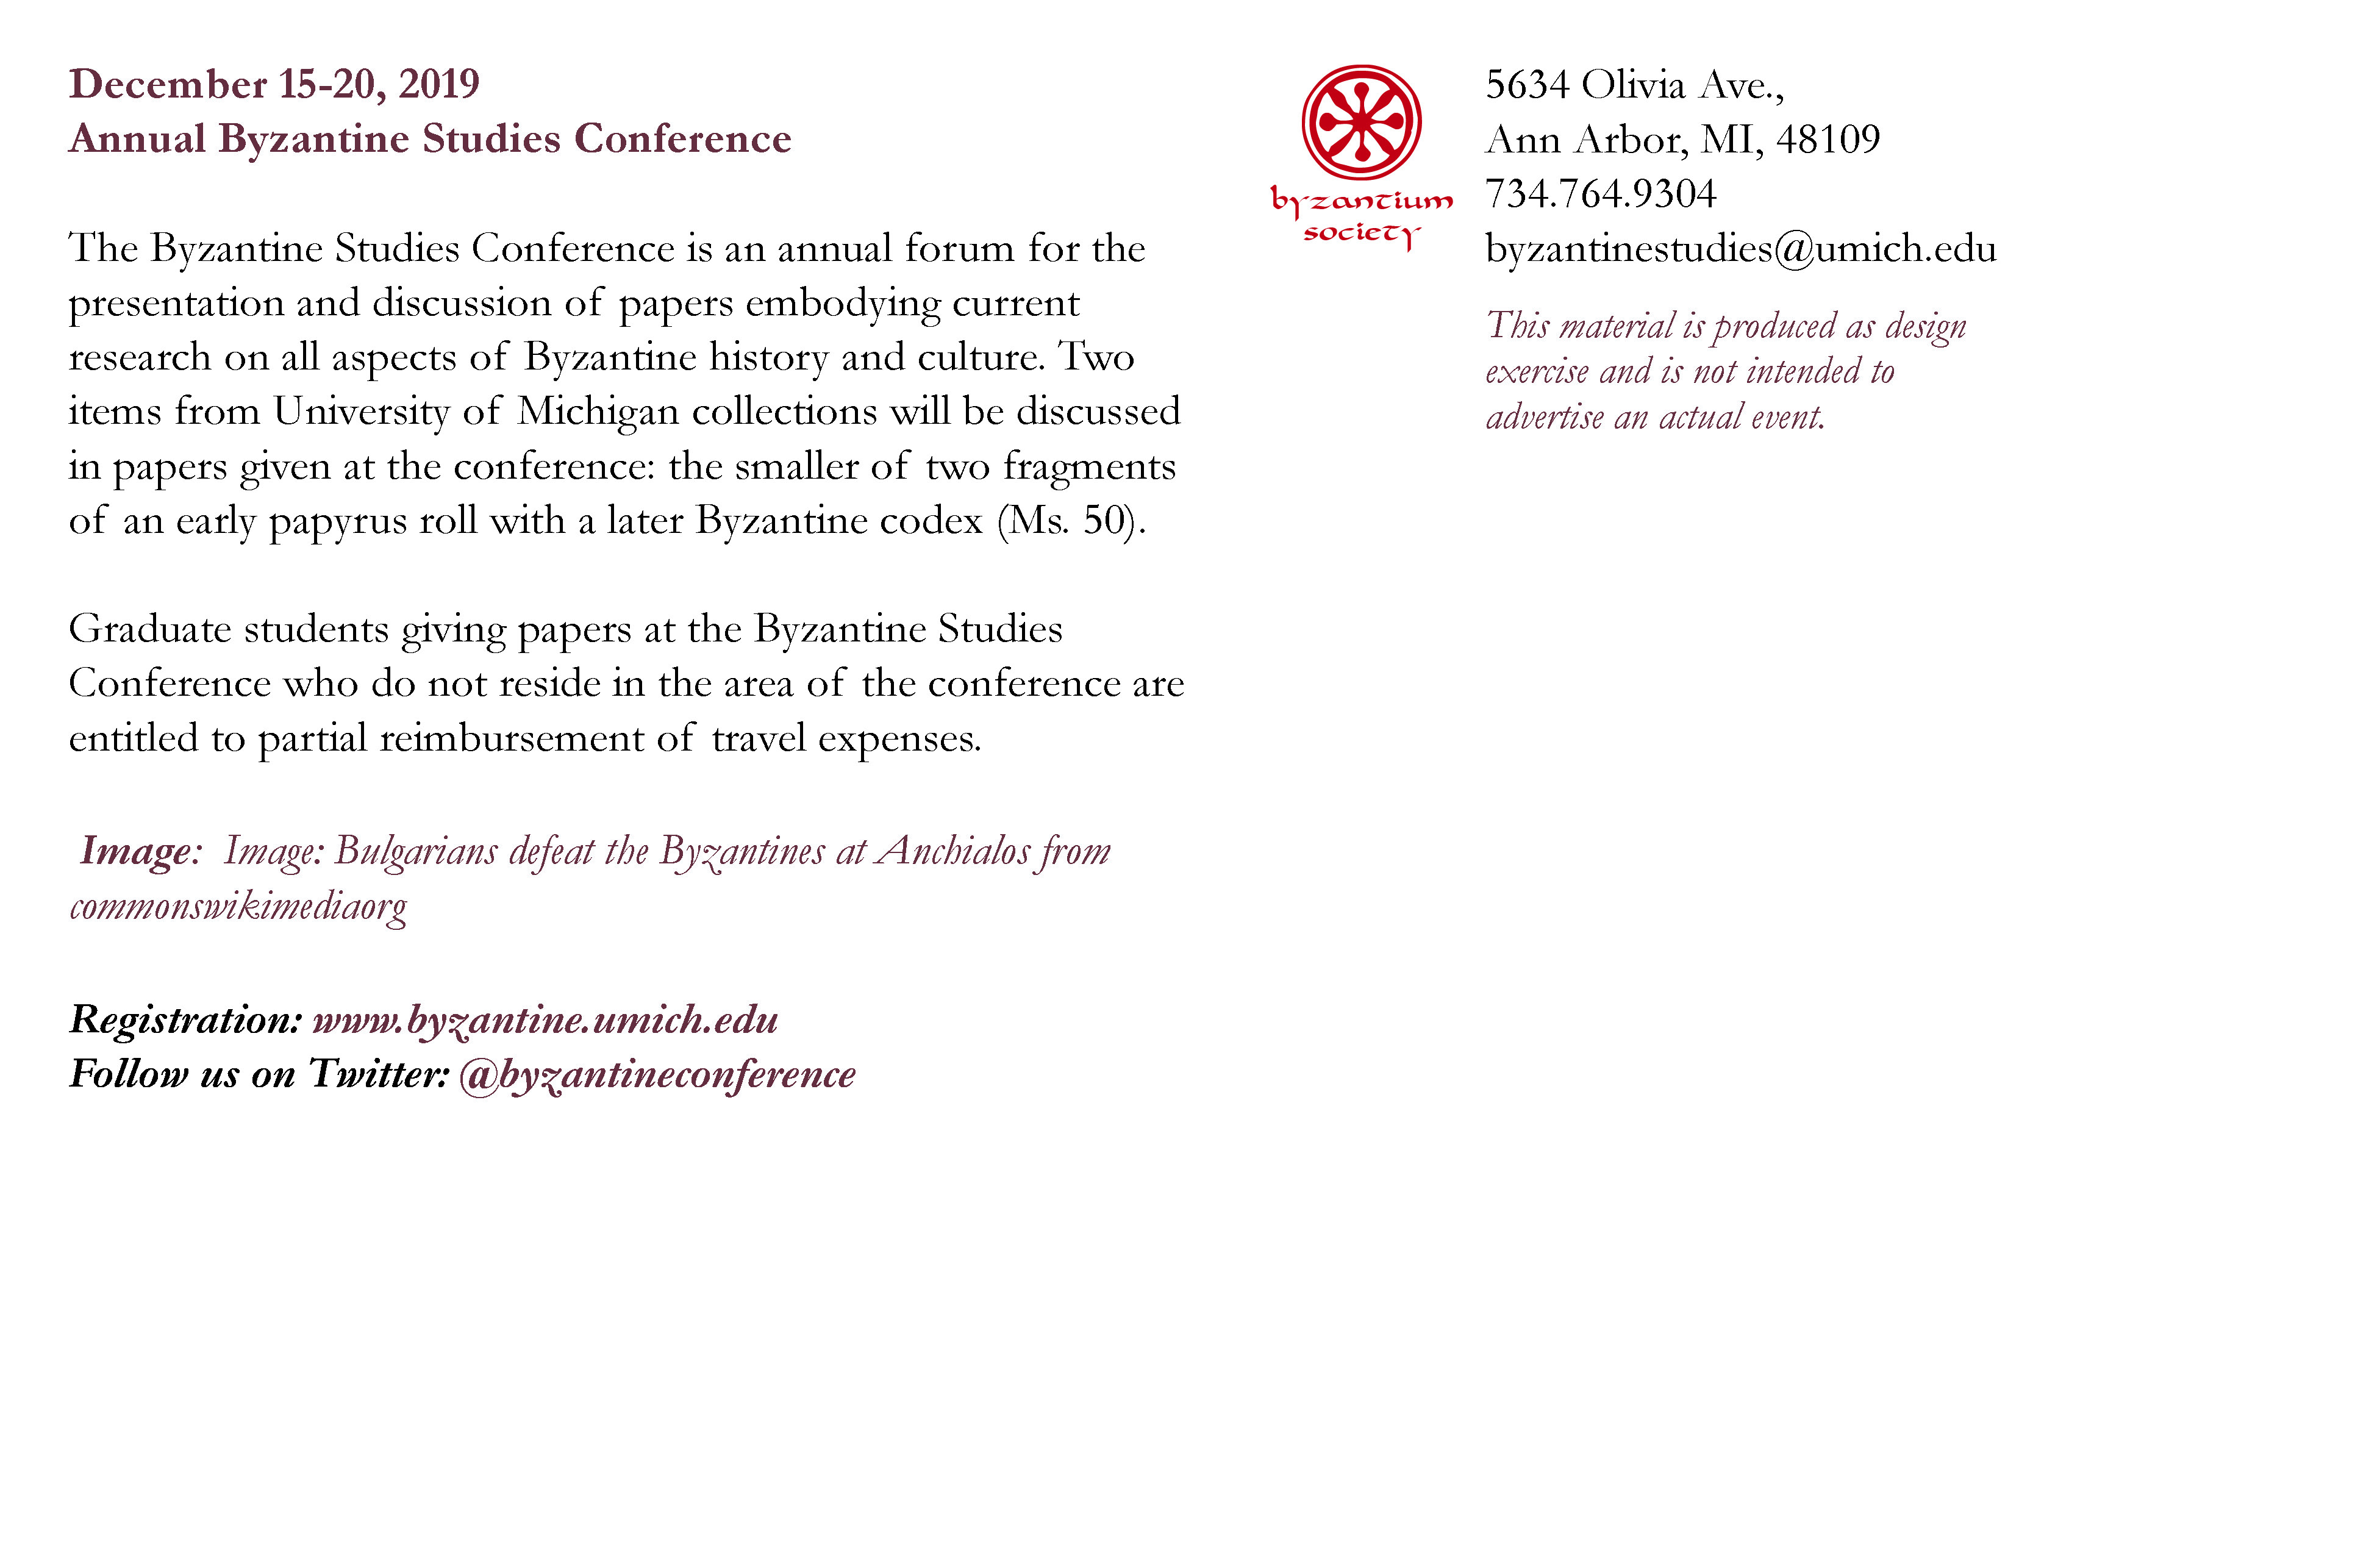 December 15-20, 2019
Annual Byzantine Studies Conference
The Byzantine Studies Conference is an annual forum for the
presentation and discussion of papers embodying current
research on all aspects of Byzantine history and culture. Two
items from University of Michigan collections will be discussed
in papers given at the conference: the smaller of two fragments
of an early papyrus roll with a later Byzantine codex (Ms. 50).
Graduate students giving papers at the Byzantine Studies
Conference who do not reside in the area of the conference are
entitled to partial reimbursement of travel expenses.
Image: Image: Bulgarians defeat the Byzantines at Anchialos from
commonswikimediaorg
Registration: www.byzantine.umich.edu
Follow us on Twitter: @byzantineconference
byzantium
society
5634 Olivia Ave.,
Ann Arbor, MI, 48109
734.764.9304
byzantinestudies@umich.edu
This material is produced as design
exercise and is not intended to
advertise an actual event.